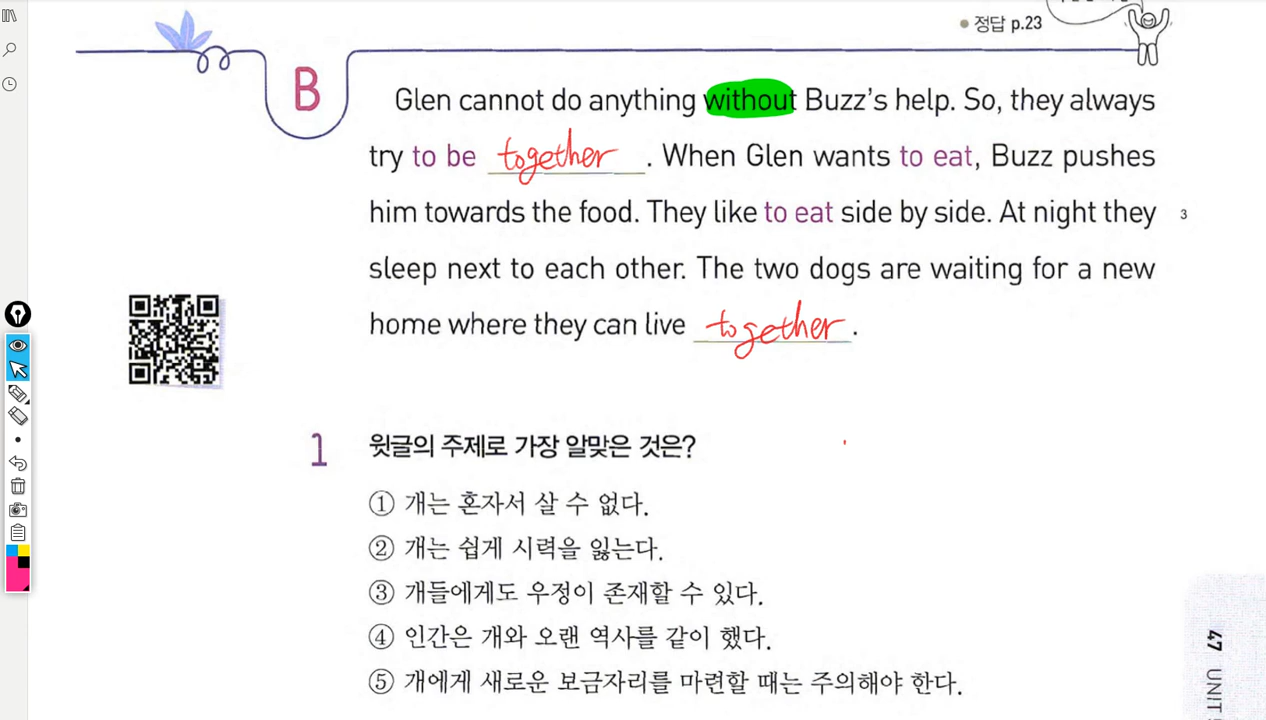 • 정답 p.23
B
Glen cannot do anything without Buzz's help. So, they always
try to be together. When Glen wants to eat, Buzz pushes
him towards the food. They like to eat side by side. At night they 3
sleep next to each other. The two dogs are waiting for a new
home where they can live together.
1 윗글의 주제로 가장 알맞은 것은?
① 개는 혼자서 살 수 없다.
② 개는 쉽게 시력을 잃는다.
③ 개들에게도 우정이 존재할 수 있다.
④ 인간은 개와 오랜 역사를 같이 했다.
⑤ 개에게 새로운 보금자리를 마련할 때는 주의해야 한다.
47 UNIT